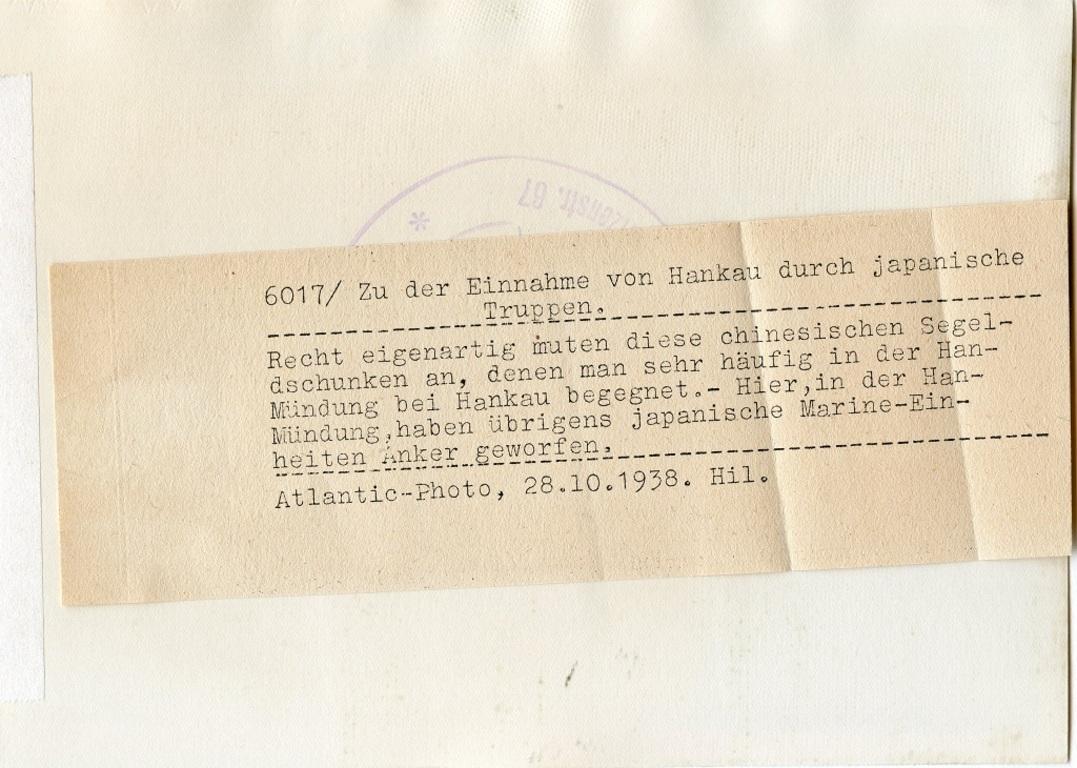 zenstr. 67
*
6017/ Zu der Einnahme von Hankau durch japanische
Truppen.
Recht eigenartig muten diese chinesischen Segel-
dschunken an, denen man sehr häufig in der Han-
Mündung bei Hankau begegnet.- Hier,in der Han-
Mündung,haben übrigens japanische Marine-Ein-
heiten Anker geworfen.
Atlantic-Photo, 28.10.1938. Hil.